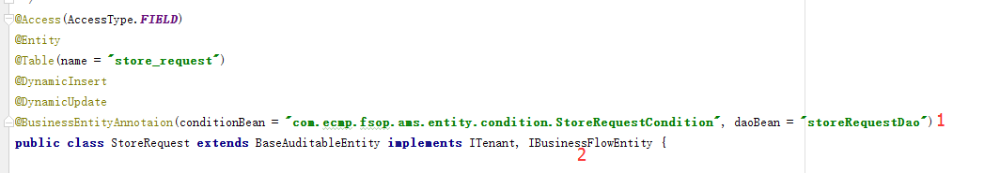 @Access(AccessType.FIELD)
@Entity
@Table(name = "store_request")
@DynamicInsert
@DynamicUpdate
@BusinessEntityAnnotaion(conditionBean = "com.ecmp.fsop.ams.entity.condition.StoreRequestCondition", daoBean = "storeRequestDao") 1
public class StoreRequest extends BaseAuditableEntity implements ITenant, IBusinessFlowEntity {
2